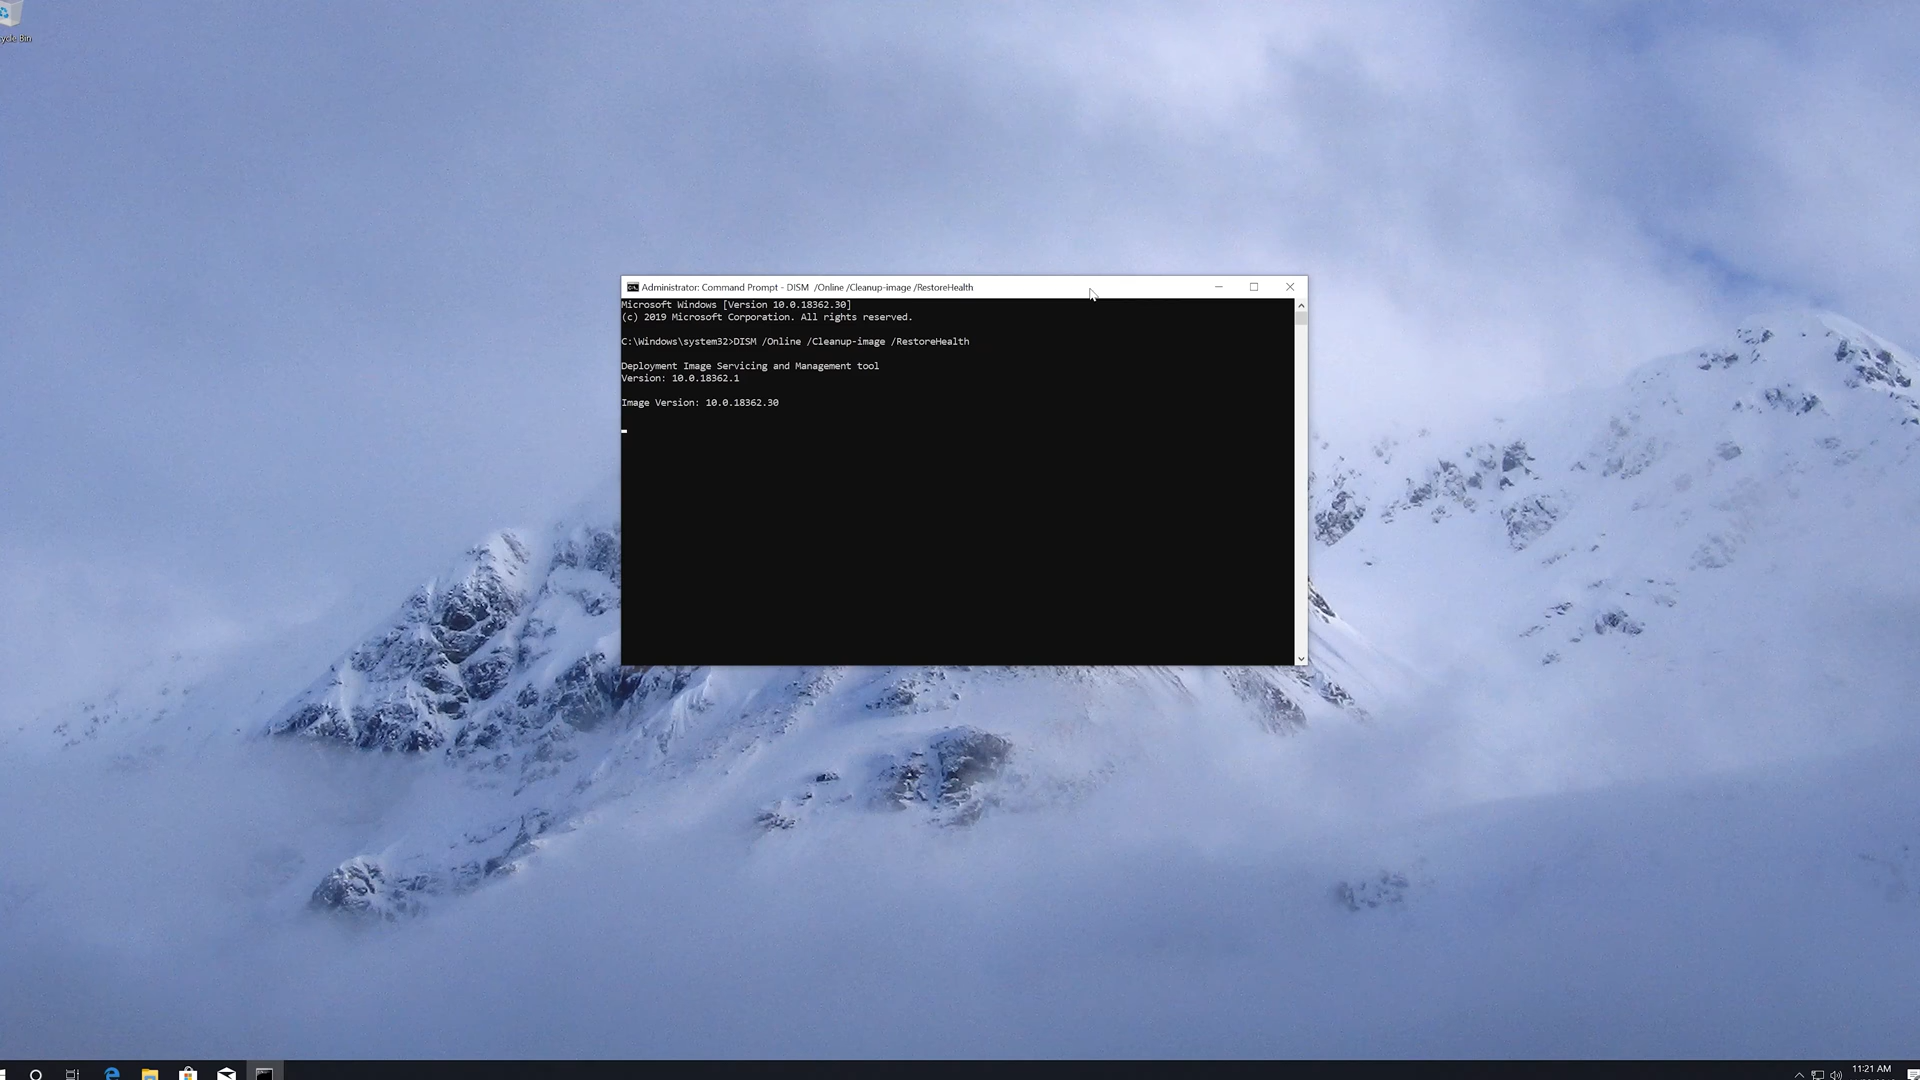 ycle Bin
Administrator: Command Prompt - DISM  /Online /Cleanup-image /RestoreHealth
Microsoft Windows [Version 10.0.18362.30]
(c) 2019 Microsoft Corporation. All rights reserved.
C:\Windows\system32>DISM /Online /Cleanup-image /RestoreHealth
Deployment Image Servicing and Management tool
Version: 10.0.18362.1
Image Version: 10.0.18362.30
11:21 AM